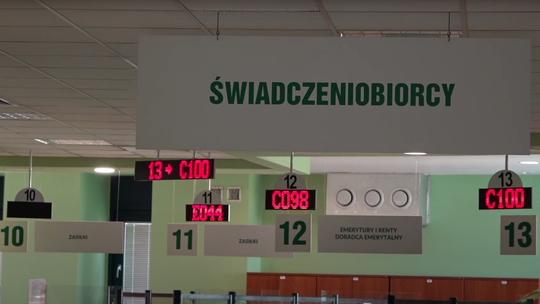 ŚWIADCZENIOBIORCY
13 → C100
10
11
12
13
E044
C098
C100
10
ZASIŁKI
11
ZASIŁKI
12
EMERYTURY I RENTY
DORADCA EMERYTALNY
13